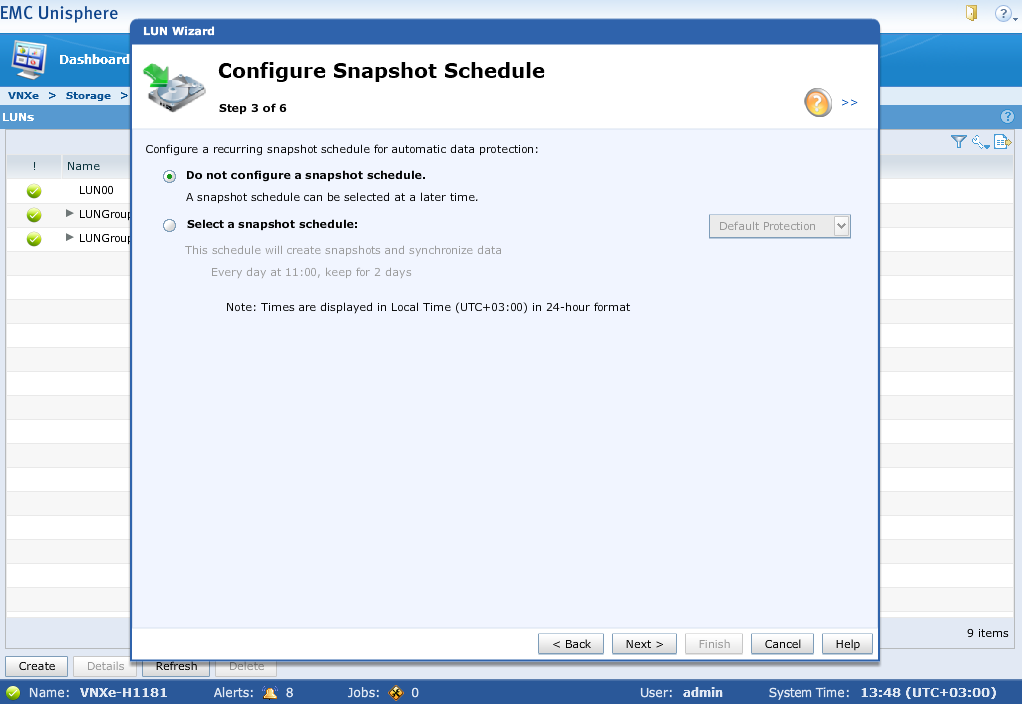 EMC Unisphere
LUN Wizard
Dashboard
VNXe > Storage >
LUNs
Configure Snapshot Schedule
Step 3 of 6
>>
! Name
LUN00
LUNGroup
LUNGroup
Configure a recurring snapshot schedule for automatic data protection:
Do not configure a snapshot schedule.
A snapshot schedule can be selected at a later time.
Select a snapshot schedule:
Default Protection
This schedule will create snapshots and synchronize data
Every day at 11:00, keep for 2 days
Note: Times are displayed in Local Time (UTC+03:00) in 24-hour format
9 items
< Back Next > Finish Cancel Help
Create Details Refresh Delete
Name: VNXe-H1181 Alerts: 8 Jobs: 0 User: admin System Time: 13:48 (UTC+03:00)